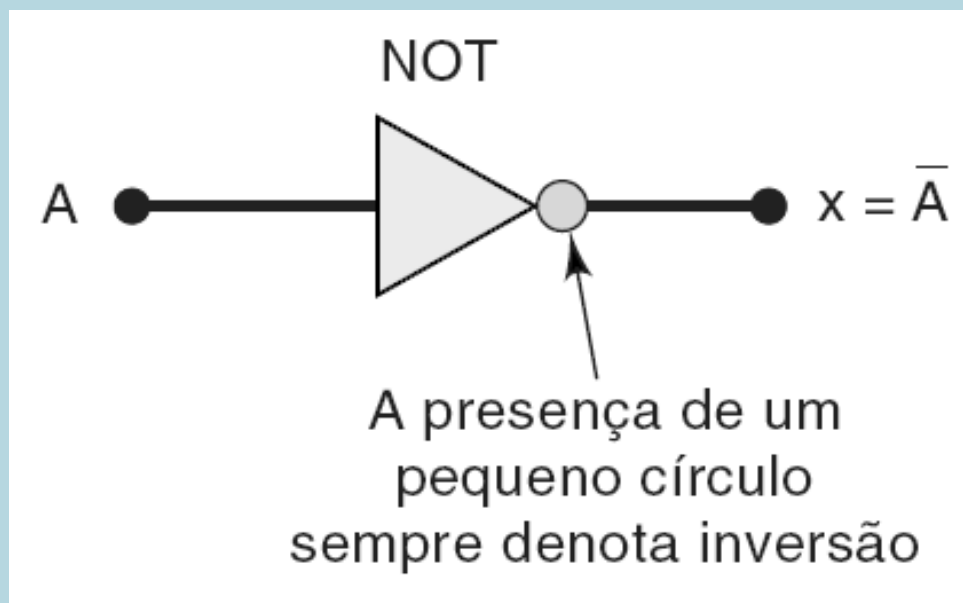 NOT
A
x = A̅
A presença de um
pequeno círculo
sempre denota inversão